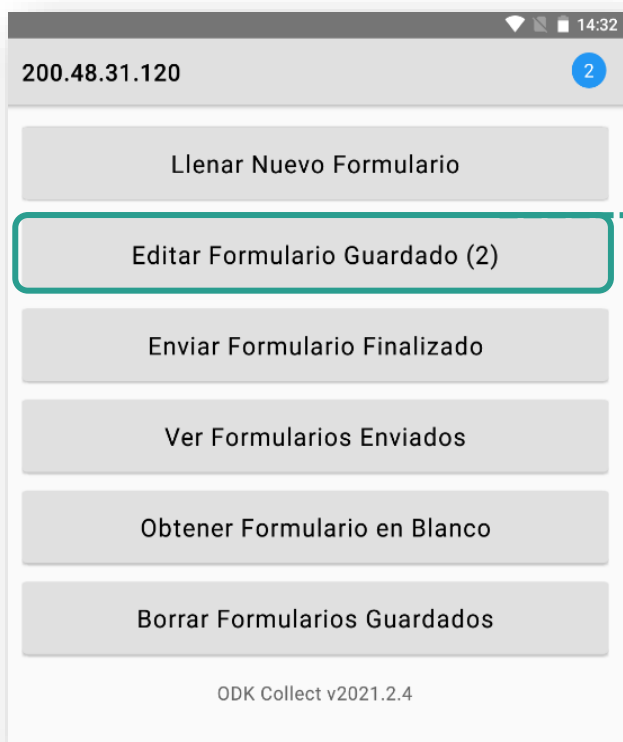 14:32
200.48.31.120
2
Llenar Nuevo Formulario
Editar Formulario Guardado (2)
Enviar Formulario Finalizado
Ver Formularios Enviados
Obtener Formulario en Blanco
Borrar Formularios Guardados
ODK Collect v2021.2.4